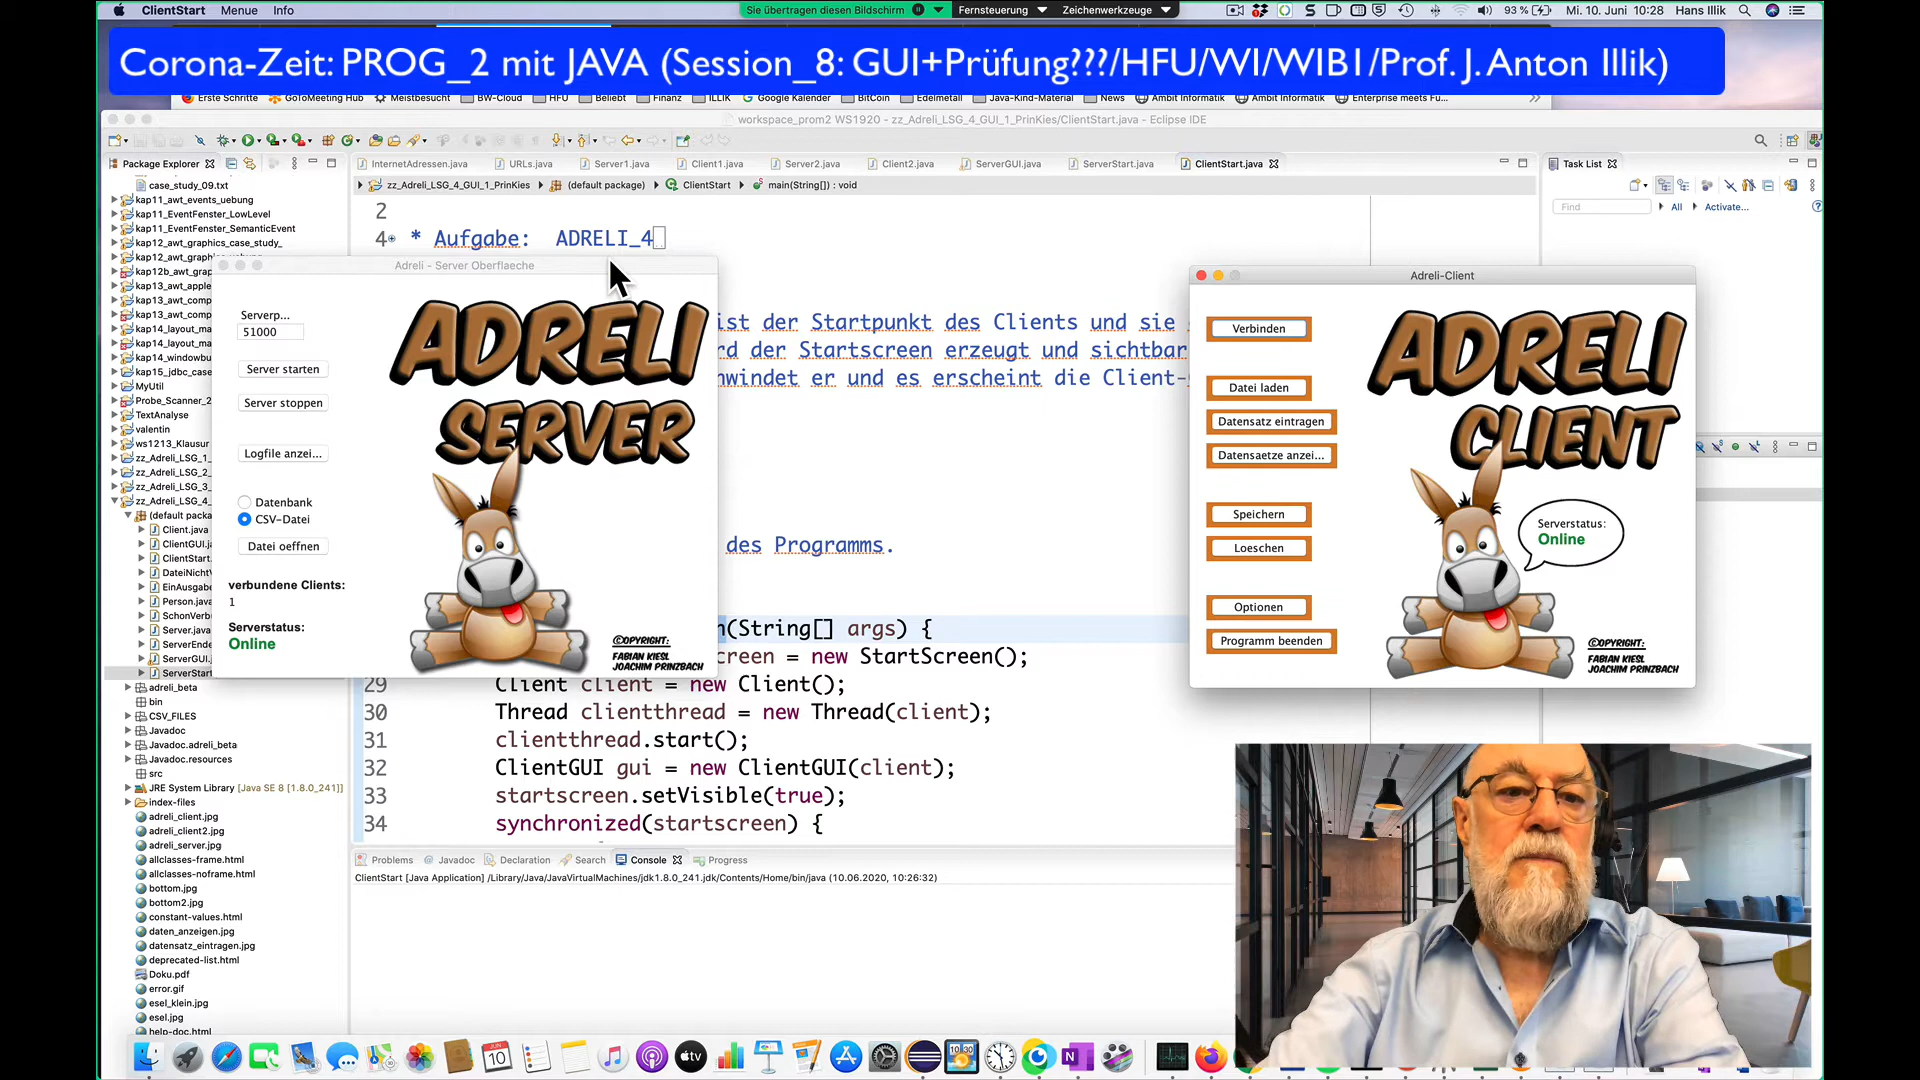 ClientStart Menue Info
Sie übertragen diesen Bildschirm Fernsteuerung Zeichenwerkzeuge
93 % Mi. 10. Juni 10:28 Hans Illik
Corona-Zeit: PROG_2 mit JAVA (Session_8: GUI+Prüfung???/HFU/WI/WIB1/Prof. J. Anton Illik)
Erste Schritte GoToMeeting Hub Meistbesucht BW-Cloud HFU Beliebt Finanz ILLIK Google Kalender BitCoin Edelmetall Java-Kind-Material News Ambit Informatik Ambit Informatik Enterprise meets Fu...
workspace_prom2 WS1920 - zz_Adreli_LSG_4_GUI_1_PrinKies/ClientStart.java - Eclipse IDE
Package Explorer
InternetAdressen.java URLs.java Server1.java Client1.java Server2.java Client2.java ServerGUI.java ServerStart.java ClientStart.java
Task List
zz_Adreli_LSG_4_GUI_1_PrinKies (default package) ClientStart main(String[]) : void
Find All Activate...
case_study_09.txt
kap11_awt_events_uebung
kap11_EventFenster_LowLevel
kap11_EventFenster_SemanticEvent
kap12_awt_graphics_case_study_
kap12_awt_grap
kap12b_awt_grap
kap13_awt_apple
kap13_awt_comp
kap13_awt_comp
kap14_layout_ma
kap14_layout_ma
kap14_windowbu
kap15_jdbc_case
MyUtil
Probe_Scanner_2
TextAnalyse
valentin
ws1213_Klausur
zz_Adreli_LSG_1_
zz_Adreli_LSG_2_
zz_Adreli_LSG_3_
zz_Adreli_LSG_4_
(default packa
Client.java
ClientGUI.ja
ClientStart.
DateiNichtV
EinAusgabe
Person.java
SchonVerbu
Server.java
ServerEnde
ServerGUI.j
ServerStart
adreli_beta
bin
CSV_FILES
Javadoc
Javadoc.adreli_beta
Javadoc.resources
src
JRE System Library [Java SE 8 [1.8.0_241]]
index-files
adreli_client.jpg
adreli_client2.jpg
adreli_server.jpg
allclasses-frame.html
allclasses-noframe.html
bottom.jpg
bottom2.jpg
constant-values.html
daten_anzeigen.jpg
datensatz_eintragen.jpg
deprecated-list.html
Doku.pdf
error.gif
esel_klein.jpg
esel.jpg
help-doc.html
2
4 * Aufgabe: ADRELI_4
ist der Startpunkt des Clients und sie
rd der Startscreen erzeugt und sichtbar
hwindet er und es erscheint die Client-
des Programms.
n(String[] args) {
creen = new StartScreen();
29 Client client = new Client();
30 Thread clientthread = new Thread(client);
31 clientthread.start();
32 ClientGUI gui = new ClientGUI(client);
33 startscreen.setVisible(true);
34 synchronized(startscreen) {
Adreli - Server Oberflaeche
Serverp...
51000
Server starten
Server stoppen
Logfile anzei...
Datenbank
CSV-Datei
Datei oeffnen
verbundene Clients:
1
Serverstatus:
Online
ADRELI
SERVER
©OPYRIGHT:
FABIAN KIESL
JOACHIM PRINZBACH
Adreli-Client
Verbinden
Datei laden
Datensatz eintragen
Datensaetze anzei...
Speichern
Loeschen
Optionen
Programm beenden
ADRELI
CLIENT
Serverstatus:
Online
©OPYRIGHT:
FABIAN KIESL
JOACHIM PRINZBACH
Problems Javadoc Declaration Search Console Progress
ClientStart [Java Application] /Library/Java/JavaVirtualMachines/jdk1.8.0_241.jdk/Contents/Home/bin/java (10.06.2020, 10:26:32)